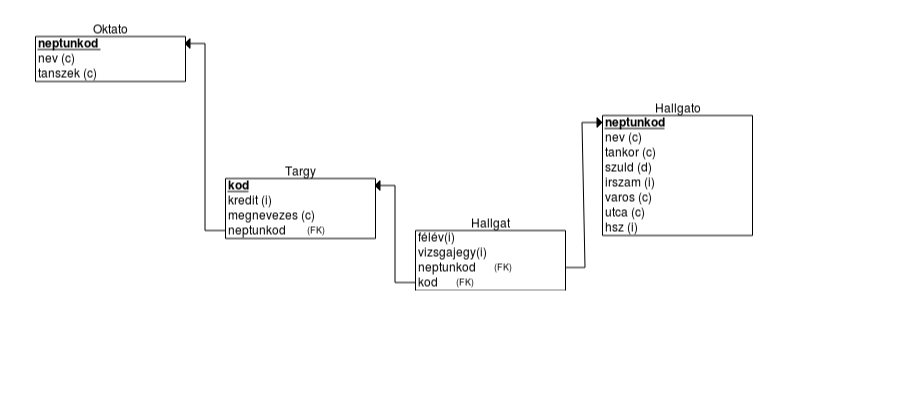 Oktato
neptunkod
nev (c)
tanszek (c)
Targy
kod
kredit (i)
megnevezes (c)
neptunkod (FK)
Hallgat
félév(i)
vizsgajegy(i)
neptunkod (FK)
kod (FK)
Hallgato
neptunkod
nev (c)
tankor (c)
szuld (d)
irszam (i)
varos (c)
utca (c)
hsz (i)